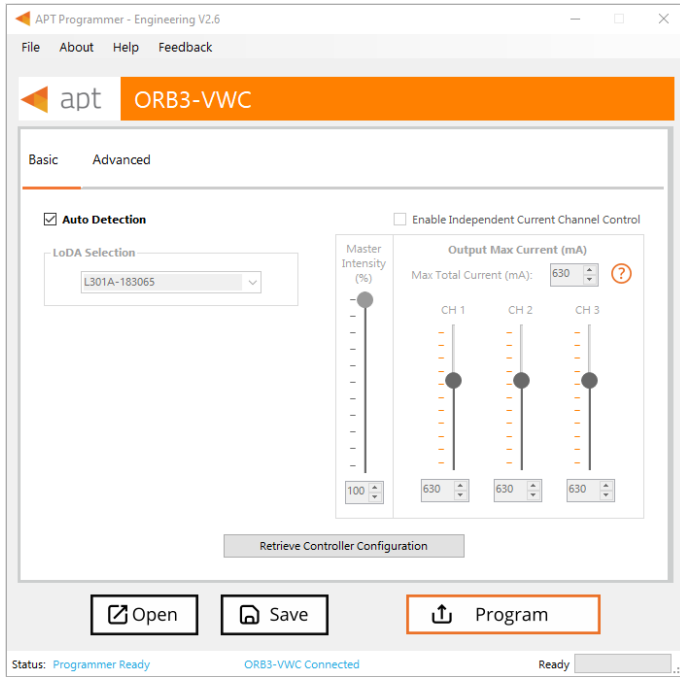 APT Programmer - Engineering V2.6
File About Help Feedback
apt ORB3-VWC
Basic Advanced
Auto Detection
Enable Independent Current Channel Control
LoDA Selection
L301A-183065
Master
Intensity
(%)
100
Output Max Current (mA)
Max Total Current (mA): 630 ?
CH 1 CH 2 CH 3
630 630 630
Retrieve Controller Configuration
Open Save Program
Status: Programmer Ready ORB3-VWC Connected Ready